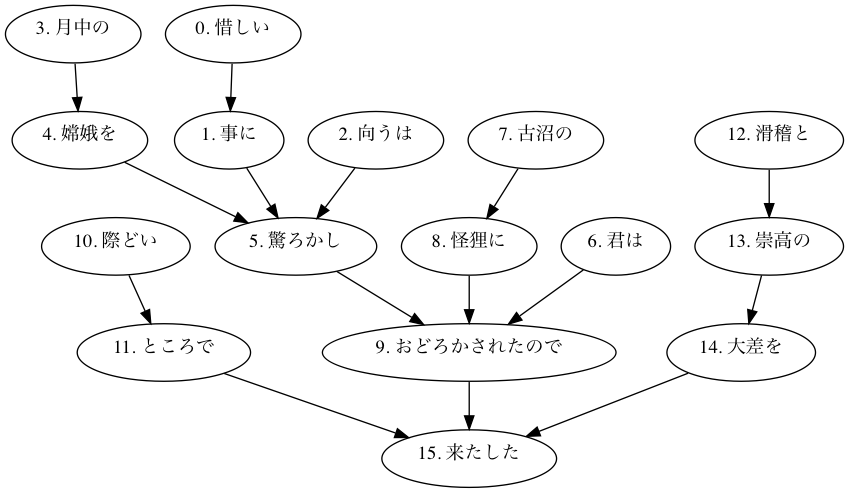 3. 月中の
0. 惜しい
4. 嫦娥を
1. 事に
2. 向うは
7. 古沼の
12. 滑稽と
10. 際どい
5. 驚ろかし
8. 怪狸に
6. 君は
13. 崇高の
11. ところで
9. おどろかされたので
14. 大差を
15. 来たした